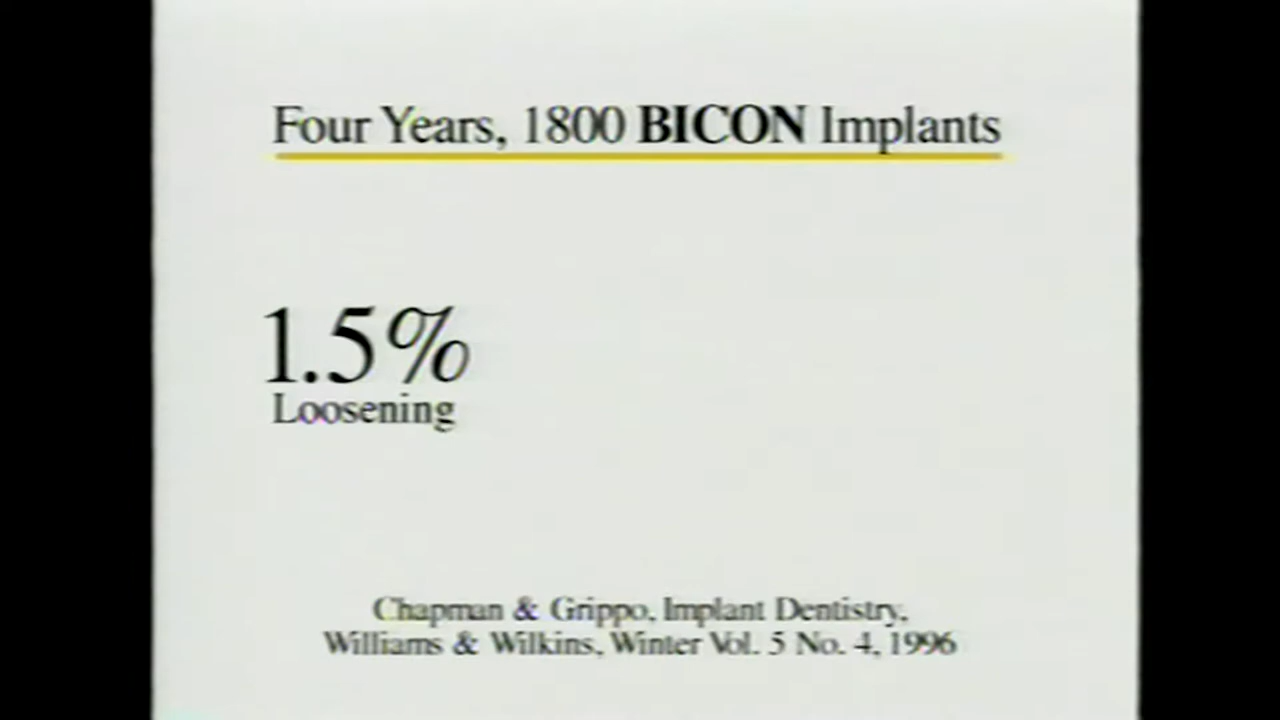 Four Years, 1800 BICON Implants
1.5%
Loosening
Chapman & Grippo, Implant Dentistry,
Williams & Wilkins, Winter Vol. 5 No. 4, 1996